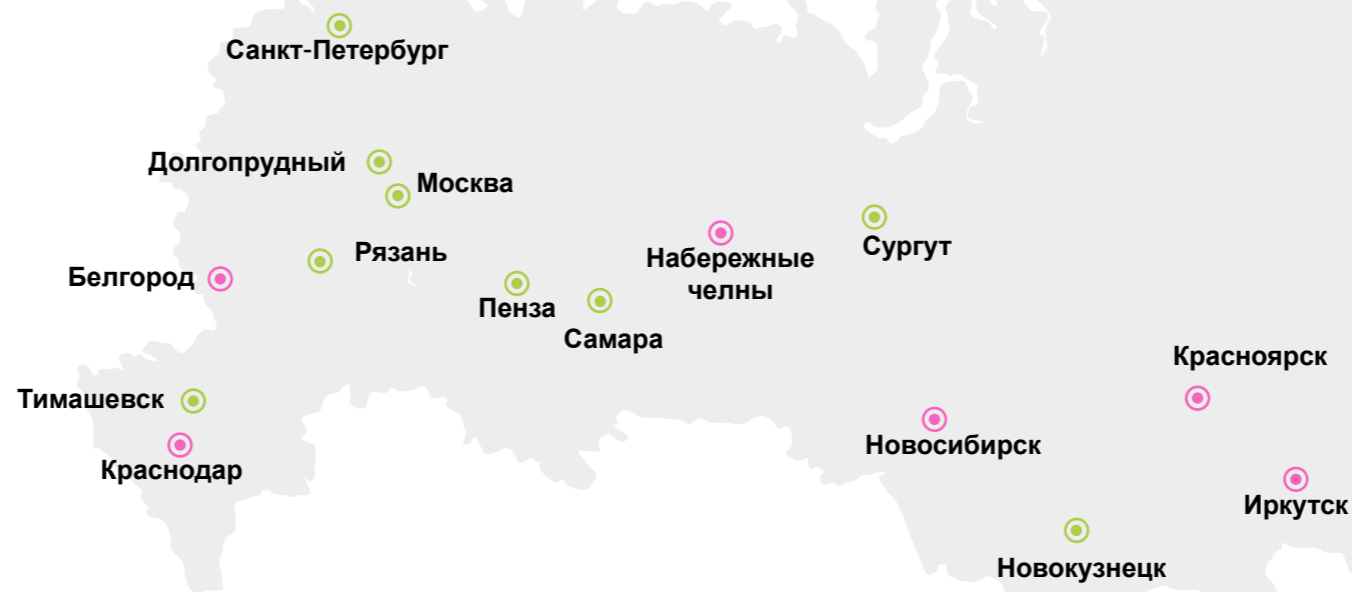 Санкт-Петербург
Долгопрудный
Москва
Рязань
Белгород
Набережные
челны
Сургут
Пенза
Самара
Красноярск
Тимашевск
Краснодар
Новосибирск
Иркутск
Новокузнецк